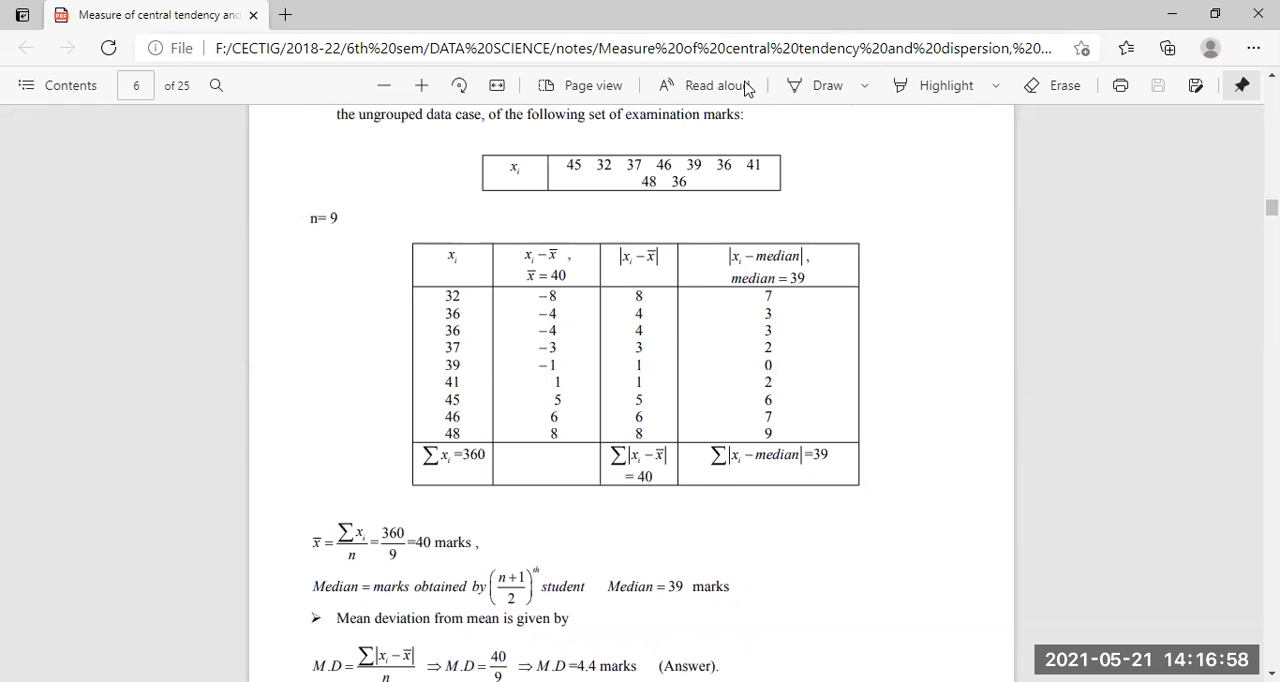 Measure of central tendency an
File F:/CECTIG/2018-22/6th%20sem/DATA%20SCIENCE/notes/Measure%20of%20central%20tendency%20and%20dispersion,%20...
Contents 6 of 25 Page view Read aloud Draw Highlight Erase
the ungrouped data case, of the following set of examination marks:
xᵢ 45 32 37 46 39 36 41
48 36
n= 9
xᵢ xᵢ − x̄ , |xᵢ − x̄| |xᵢ − median| ,
x̄ = 40 median = 39
32 −8 8 7
36 −4 4 3
36 −4 4 3
37 −3 3 2
39 −1 1 0
41 1 1 2
45 5 5 6
46 6 6 7
48 8 8 9
∑xᵢ =360 ∑|xᵢ − x̄| ∑|xᵢ − median|=39
= 40
x̄ = ∑xᵢ/n = 360/9 =40 marks ,
Median = marks obtained by ((n+1)/2)ᵗʰ student Median = 39 marks
➢ Mean deviation from mean is given by
M.D = ∑|xᵢ − x̄|/n ⇒ M.D = 40/9 ⇒ M.D =4.4 marks (Answer).
2021-05-21 14:16:58